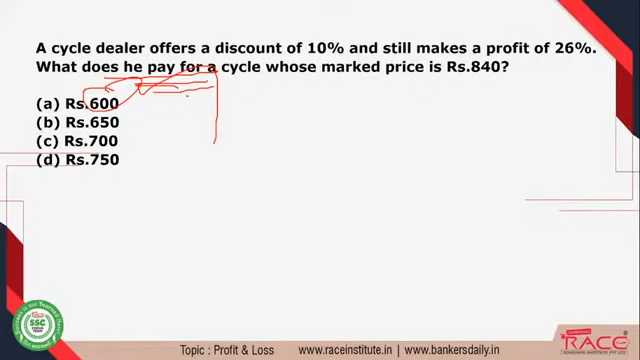 A cycle dealer offers a discount of 10% and still makes a profit of 26%.
What does he pay for a cycle whose marked price is Rs.840?
(a) Rs.600
(b) Rs.650
(c) Rs.700
(d) Rs.750
RACE
SSC
RACE
Topic : Profit & Loss
www.raceinstitute.in | www.bankersdaily.in